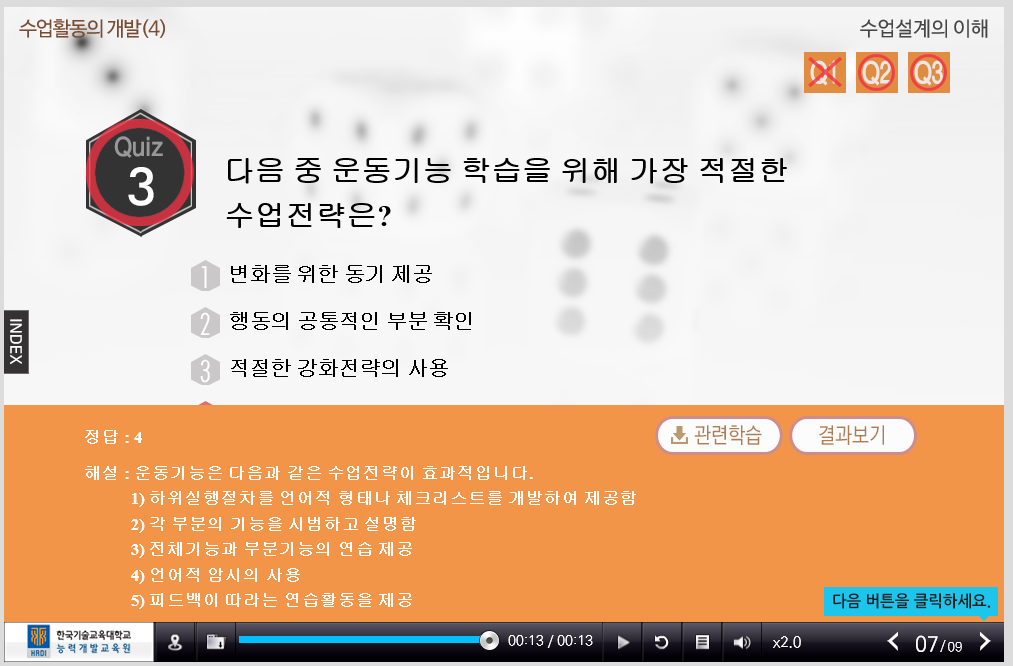 수업활동의 개발(4)
수업설계의 이해
Q1 Q2 Q3
Quiz
3
다음 중 운동기능 학습을 위해 가장 적절한
수업전략은?
1 변화를 위한 동기 제공
2 행동의 공통적인 부분 확인
3 적절한 강화전략의 사용
INDEX
정답 : 4
관련학습
결과보기
해설 : 운동기능은 다음과 같은 수업전략이 효과적입니다.
1) 하위실행절차를 언어적 형태나 체크리스트를 개발하여 제공함
2) 각 부분의 기능을 시범하고 설명함
3) 전체기능과 부분기능의 연습 제공
4) 언어적 암시의 사용
5) 피드백이 따라는 연습활동을 제공
다음 버튼을 클릭하세요.
HRDI
한국기술교육대학교
능력개발교육원
00:13 / 00:13
x2.0
07/09